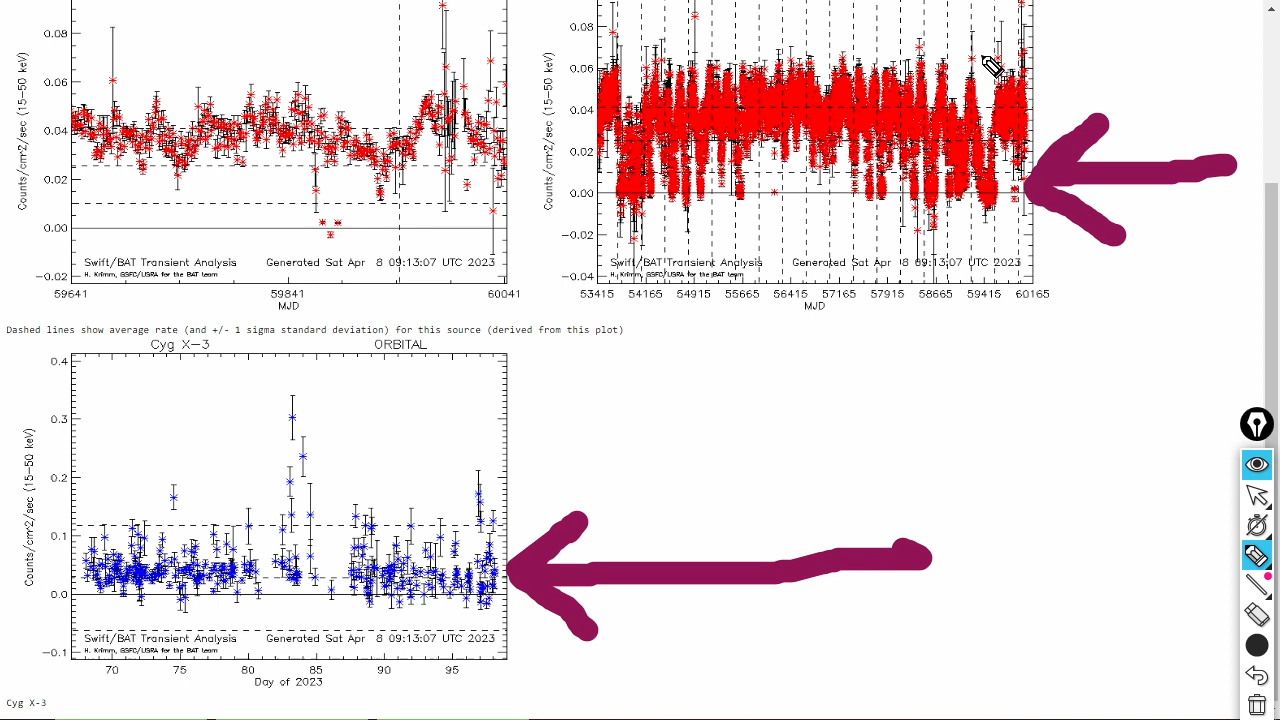 0.08
0.06
0.04
0.02
0.00
−0.02
Counts/cm^2/sec (15−50 keV)
Swift/BAT Transient Analysis Generated Sat Apr 8 09:13:07 UTC 2023
H. Krimm, GSFC/USRA for the BAT team
59641 59841 60041
MJD
0.08
0.06
0.04
0.02
0.00
−0.02
−0.04
Counts/cm^2/sec (15−50 keV)
Swift/BAT Transient Analysis Generated Sat Apr 8 09:13:07 UTC 2023
H. Krimm, GSFC/USRA for the BAT team
53415 54165 54915 55665 56415 57165 57915 58665 59415 60165
MJD
Dashed lines show average rate (and +/- 1 sigma standard deviation) for this source (derived from this plot)
Cyg X−3 ORBITAL
0.4
0.3
0.2
0.1
0.0
−0.1
Counts/cm^2/sec (15−50 keV)
Swift/BAT Transient Analysis Generated Sat Apr 8 09:13:07 UTC 2023
H. Krimm, GSFC/USRA for the BAT team
70 75 80 85 90 95
Day of 2023
Cyg X-3